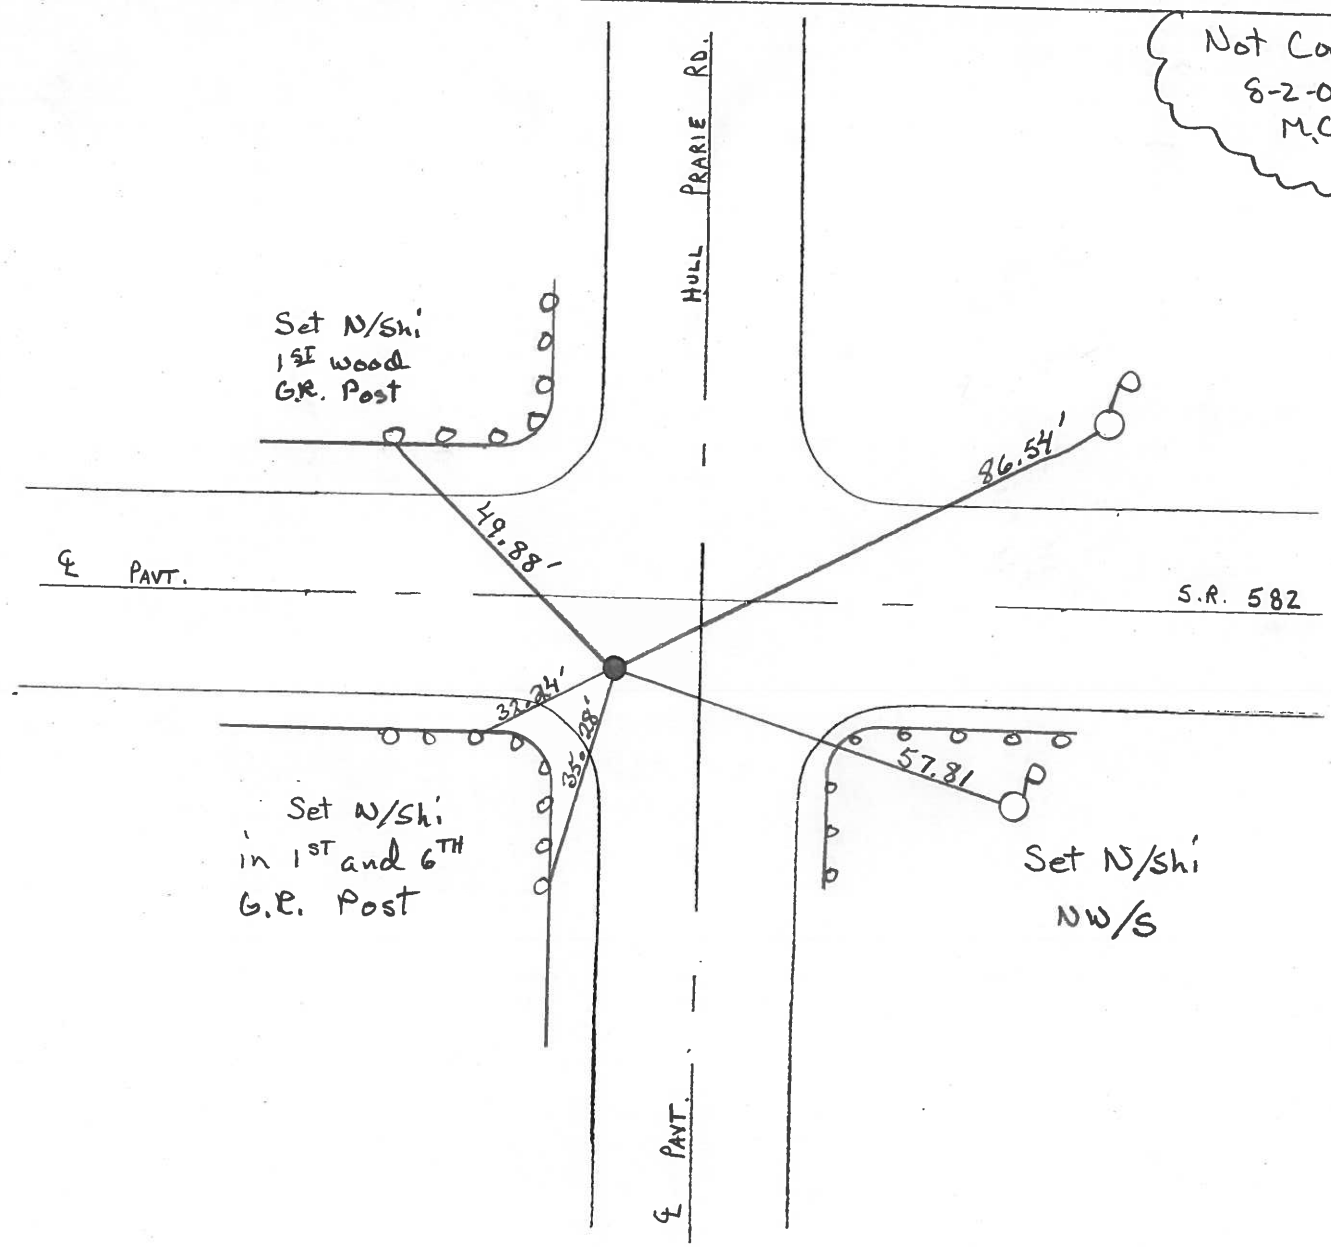 Not
8-2-0
M.C
HULL PRARIE RD.
Set N/Shi
1ST wood
G.R. Post
86.54'
49.88'
℄ PAVT.
S.R. 582
32.24'
35.28'
57.81
Set N/Shi
in 1ST and 6TH
G.R. Post
Set N/Shi
NW/S
℄ PAVT.